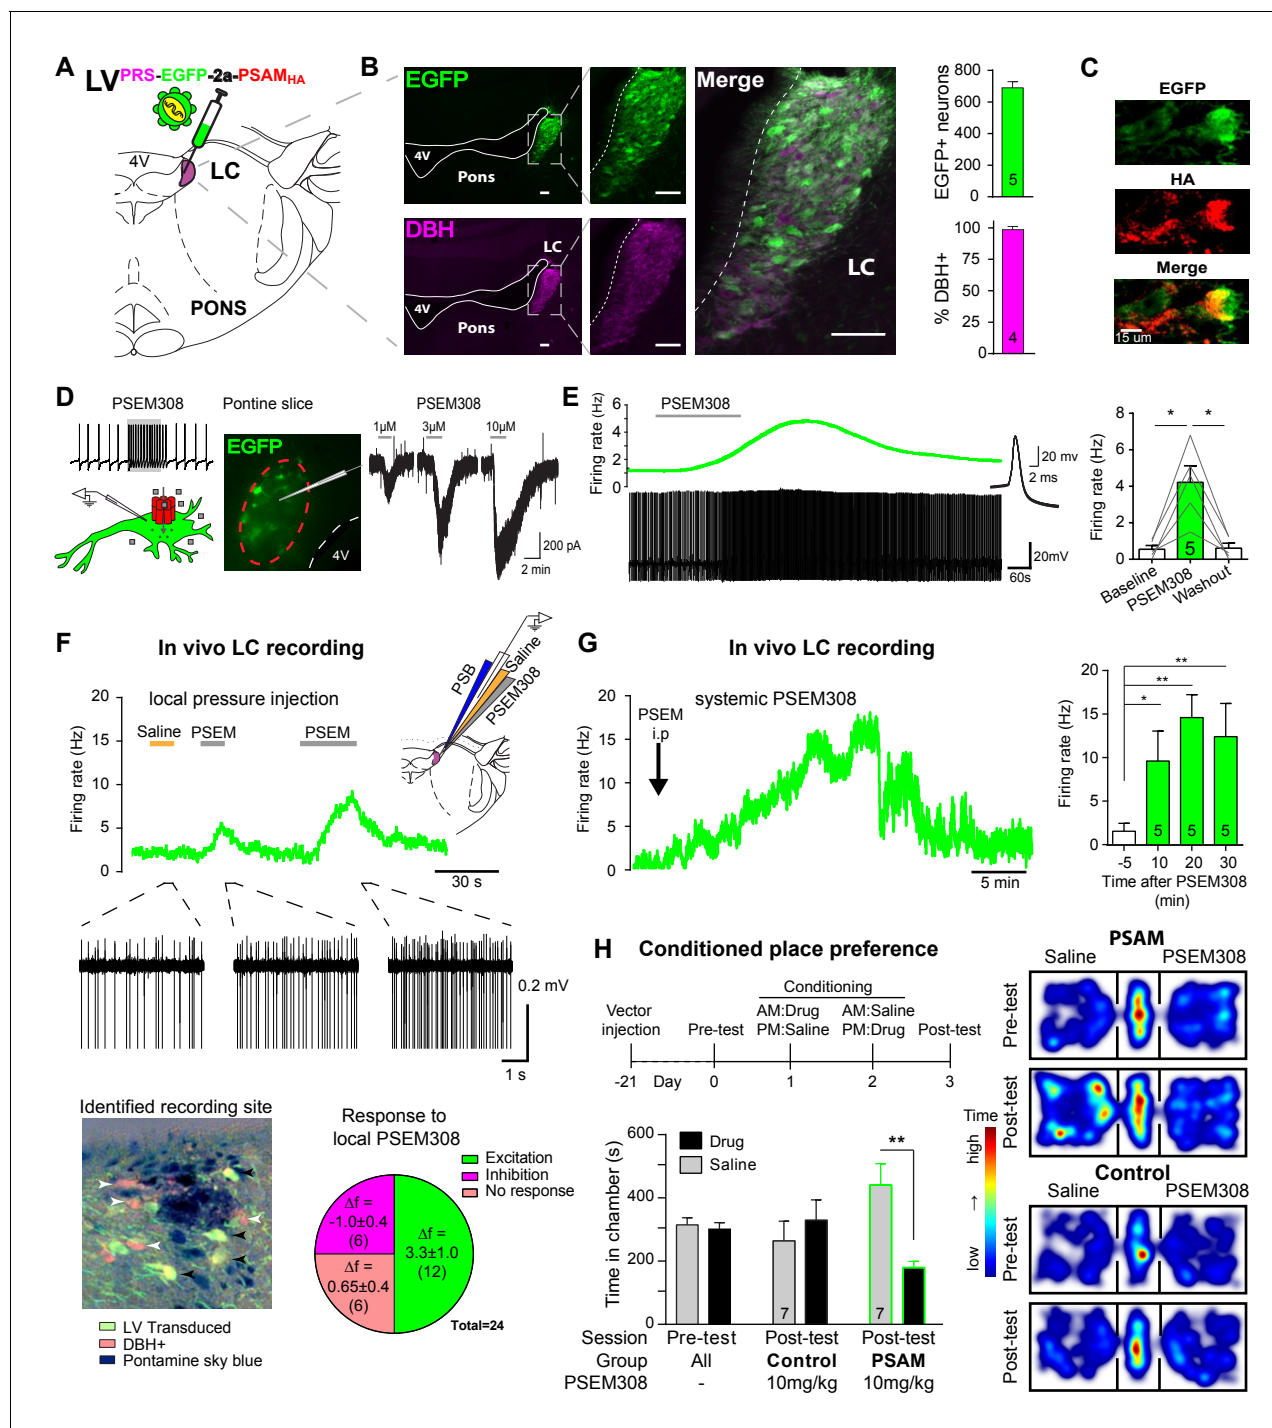 A
LVPRS-EGFP-2a-PSAMHA
4V
LC
PONS
B
EGFP
4V
Pons
DBH
LC
4V
Pons
Merge
LC
EGFP+ neurons
800
600
400
200
0
5
% DBH+
100
75
50
25
0
4
C
EGFP
HA
Merge
15 um
D
PSEM308
Pontine slice
EGFP
4V
PSEM308
1µM
3µM
10µM
200 pA
2 min
E
Firing rate (Hz)
6
4
2
0
PSEM308
20 mv
2 ms
20mV
60s
Firing rate (Hz)
8
6
4
2
0
* *
5
Baseline
PSEM308
Washout
F
In vivo LC recording
local pressure injection
Saline PSEM PSEM
Firing rate (Hz)
20
15
10
5
0
30 s
PSB
Saline
PSEM308
0.2 mV
1 s
Identified recording site
LV Transduced
DBH+
Pontamine sky blue
Response to
local PSEM308
Excitation
Inhibition
No response
Δf =
-1.0±0.4
(6)
Δf =
3.3±1.0
(12)
Δf =
0.65±0.4
(6)
Total=24
G
In vivo LC recording
systemic PSEM308
PSEM
i.p
Firing rate (Hz)
20
15
10
5
0
5 min
Firing rate (Hz)
20
15
10
5
0
**
**
*
5 5 5
-5 10 20 30
Time after PSEM308
(min)
H
Conditioned place preference
Conditioning
Vector
injection
Pre-test
AM:Drug
PM:Saline
AM:Saline
PM:Drug
Post-test
-21 Day 0 1 2 3
Time in chamber (s)
600
400
200
0
Drug
Saline
**
7
7
Session Pre-test Post-test Post-test
Group All Control PSAM
PSEM308 - 10mg/kg 10mg/kg
PSAM
Saline PSEM308
Pre-test
Post-test
Time
high
→
low
Control
Saline PSEM308
Pre-test
Post-test